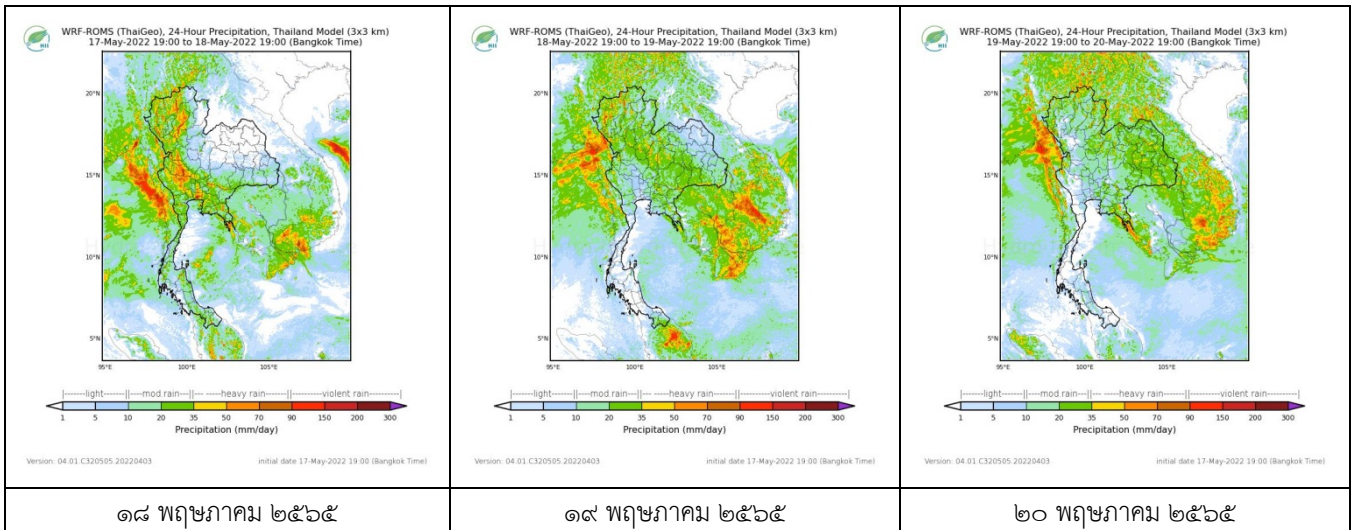 WRF-ROMS (ThaiGeo), 24-Hour Precipitation, Thailand Model (3x3 km)
17-May-2022 19:00 to 18-May-2022 19:00 (Bangkok Time)
HII
20°N
15°N
10°N
5°N
95°E 100°E 105°E
|-------light------||---mod.rain---||--- heavy rain ---||-------violent rain-------|
1 5 10 20 35 50 70 90 150 200 300
Precipitation (mm/day)
Version: 04.01.C320505.20220403 initial date 17-May-2022 19:00 (Bangkok Time)
๑๘ พฤษภาคม ๒๕๖๕
WRF-ROMS (ThaiGeo), 24-Hour Precipitation, Thailand Model (3x3 km)
18-May-2022 19:00 to 19-May-2022 19:00 (Bangkok Time)
HII
20°N
15°N
10°N
5°N
95°E 100°E 105°E
|-------light------||---mod.rain---||--- heavy rain ---||-------violent rain-------|
1 5 10 20 35 50 70 90 150 200 300
Precipitation (mm/day)
Version: 04.01.C320505.20220403 initial date 17-May-2022 19:00 (Bangkok Time)
๑๙ พฤษภาคม ๒๕๖๕
WRF-ROMS (ThaiGeo), 24-Hour Precipitation, Thailand Model (3x3 km)
19-May-2022 19:00 to 20-May-2022 19:00 (Bangkok Time)
HII
20°N
15°N
10°N
5°N
95°E 100°E 105°E
|-------light------||---mod.rain---||--- heavy rain ---||-------violent rain-------|
1 5 10 20 35 50 70 90 150 200 300
Precipitation (mm/day)
Version: 04.01.C320505.20220403 initial date 17-May-2022 19:00 (Bangkok Time)
๒๐ พฤษภาคม ๒๕๖๕